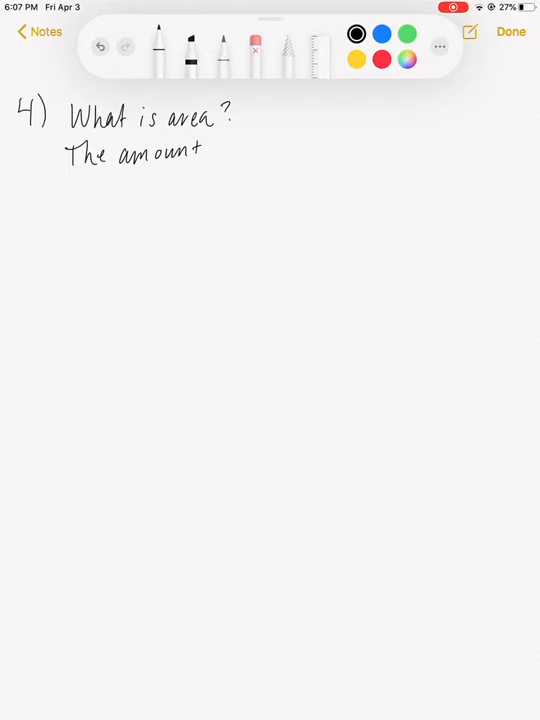 6:07 PM Fri Apr 3 27%
Notes Done
4) What is area?
The amount